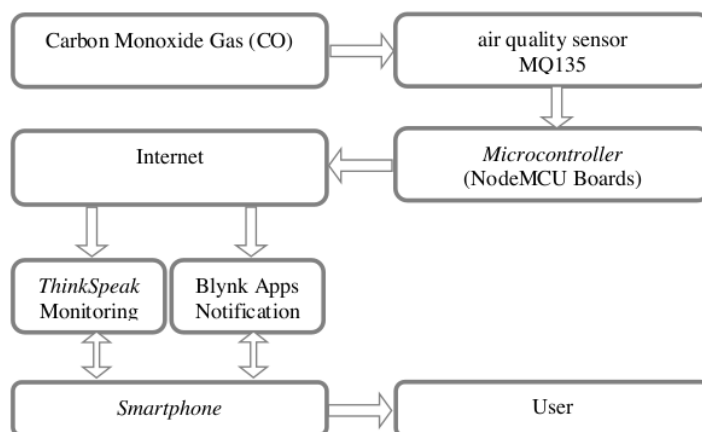 Carbon Monoxide Gas (CO)
air quality sensor
MQ135
Internet
Microcontroller
(NodeMCU Boards)
ThinkSpeak
Monitoring
Blynk Apps
Notification
Smartphone
User